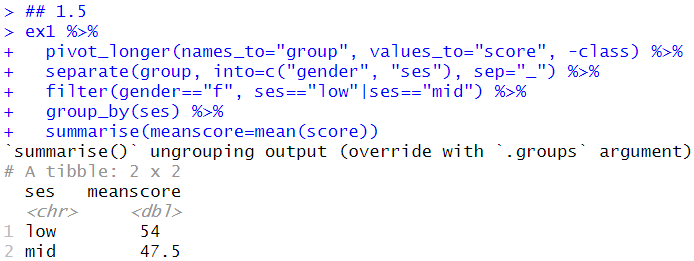 > ## 1.5
> ex1 %>%
+   pivot_longer(names_to="group", values_to="score", -class) %>%
+   separate(group, into=c("gender", "ses"), sep="_") %>%
+   filter(gender=="f", ses=="low"|ses=="mid") %>%
+   group_by(ses) %>%
+   summarise(meanscore=mean(score))
`summarise()` ungrouping output (override with `.groups` argument)
# A tibble: 2 x 2
  ses   meanscore
  <chr>     <dbl>
1 low        54
2 mid        47.5